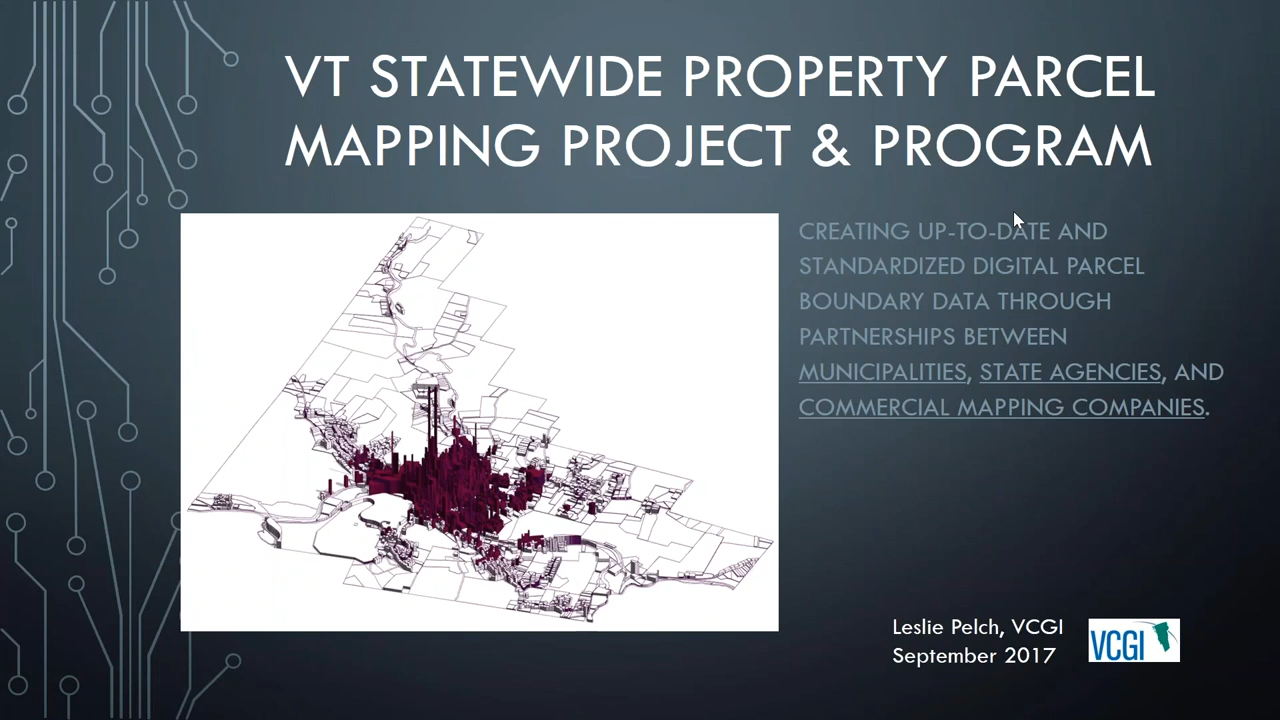 VT STATEWIDE PROPERTY PARCEL
MAPPING PROJECT & PROGRAM
CREATING UP-TO-DATE AND
STANDARDIZED DIGITAL PARCEL
BOUNDARY DATA THROUGH
PARTNERSHIPS BETWEEN
MUNICIPALITIES, STATE AGENCIES, AND
COMMERCIAL MAPPING COMPANIES.
Leslie Pelch, VCGI
September 2017
VCGI